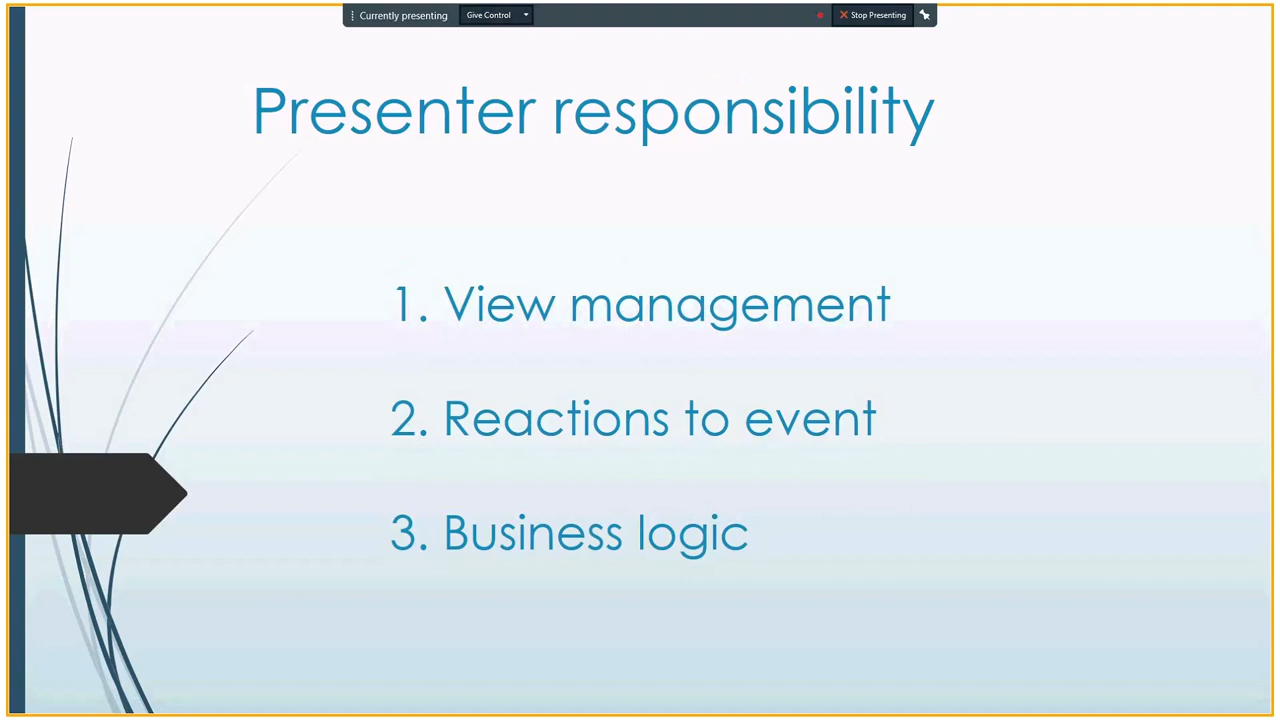 Currently presenting Give Control Stop Presenting
Presenter responsibility
1. View management
2. Reactions to event
3. Business logic